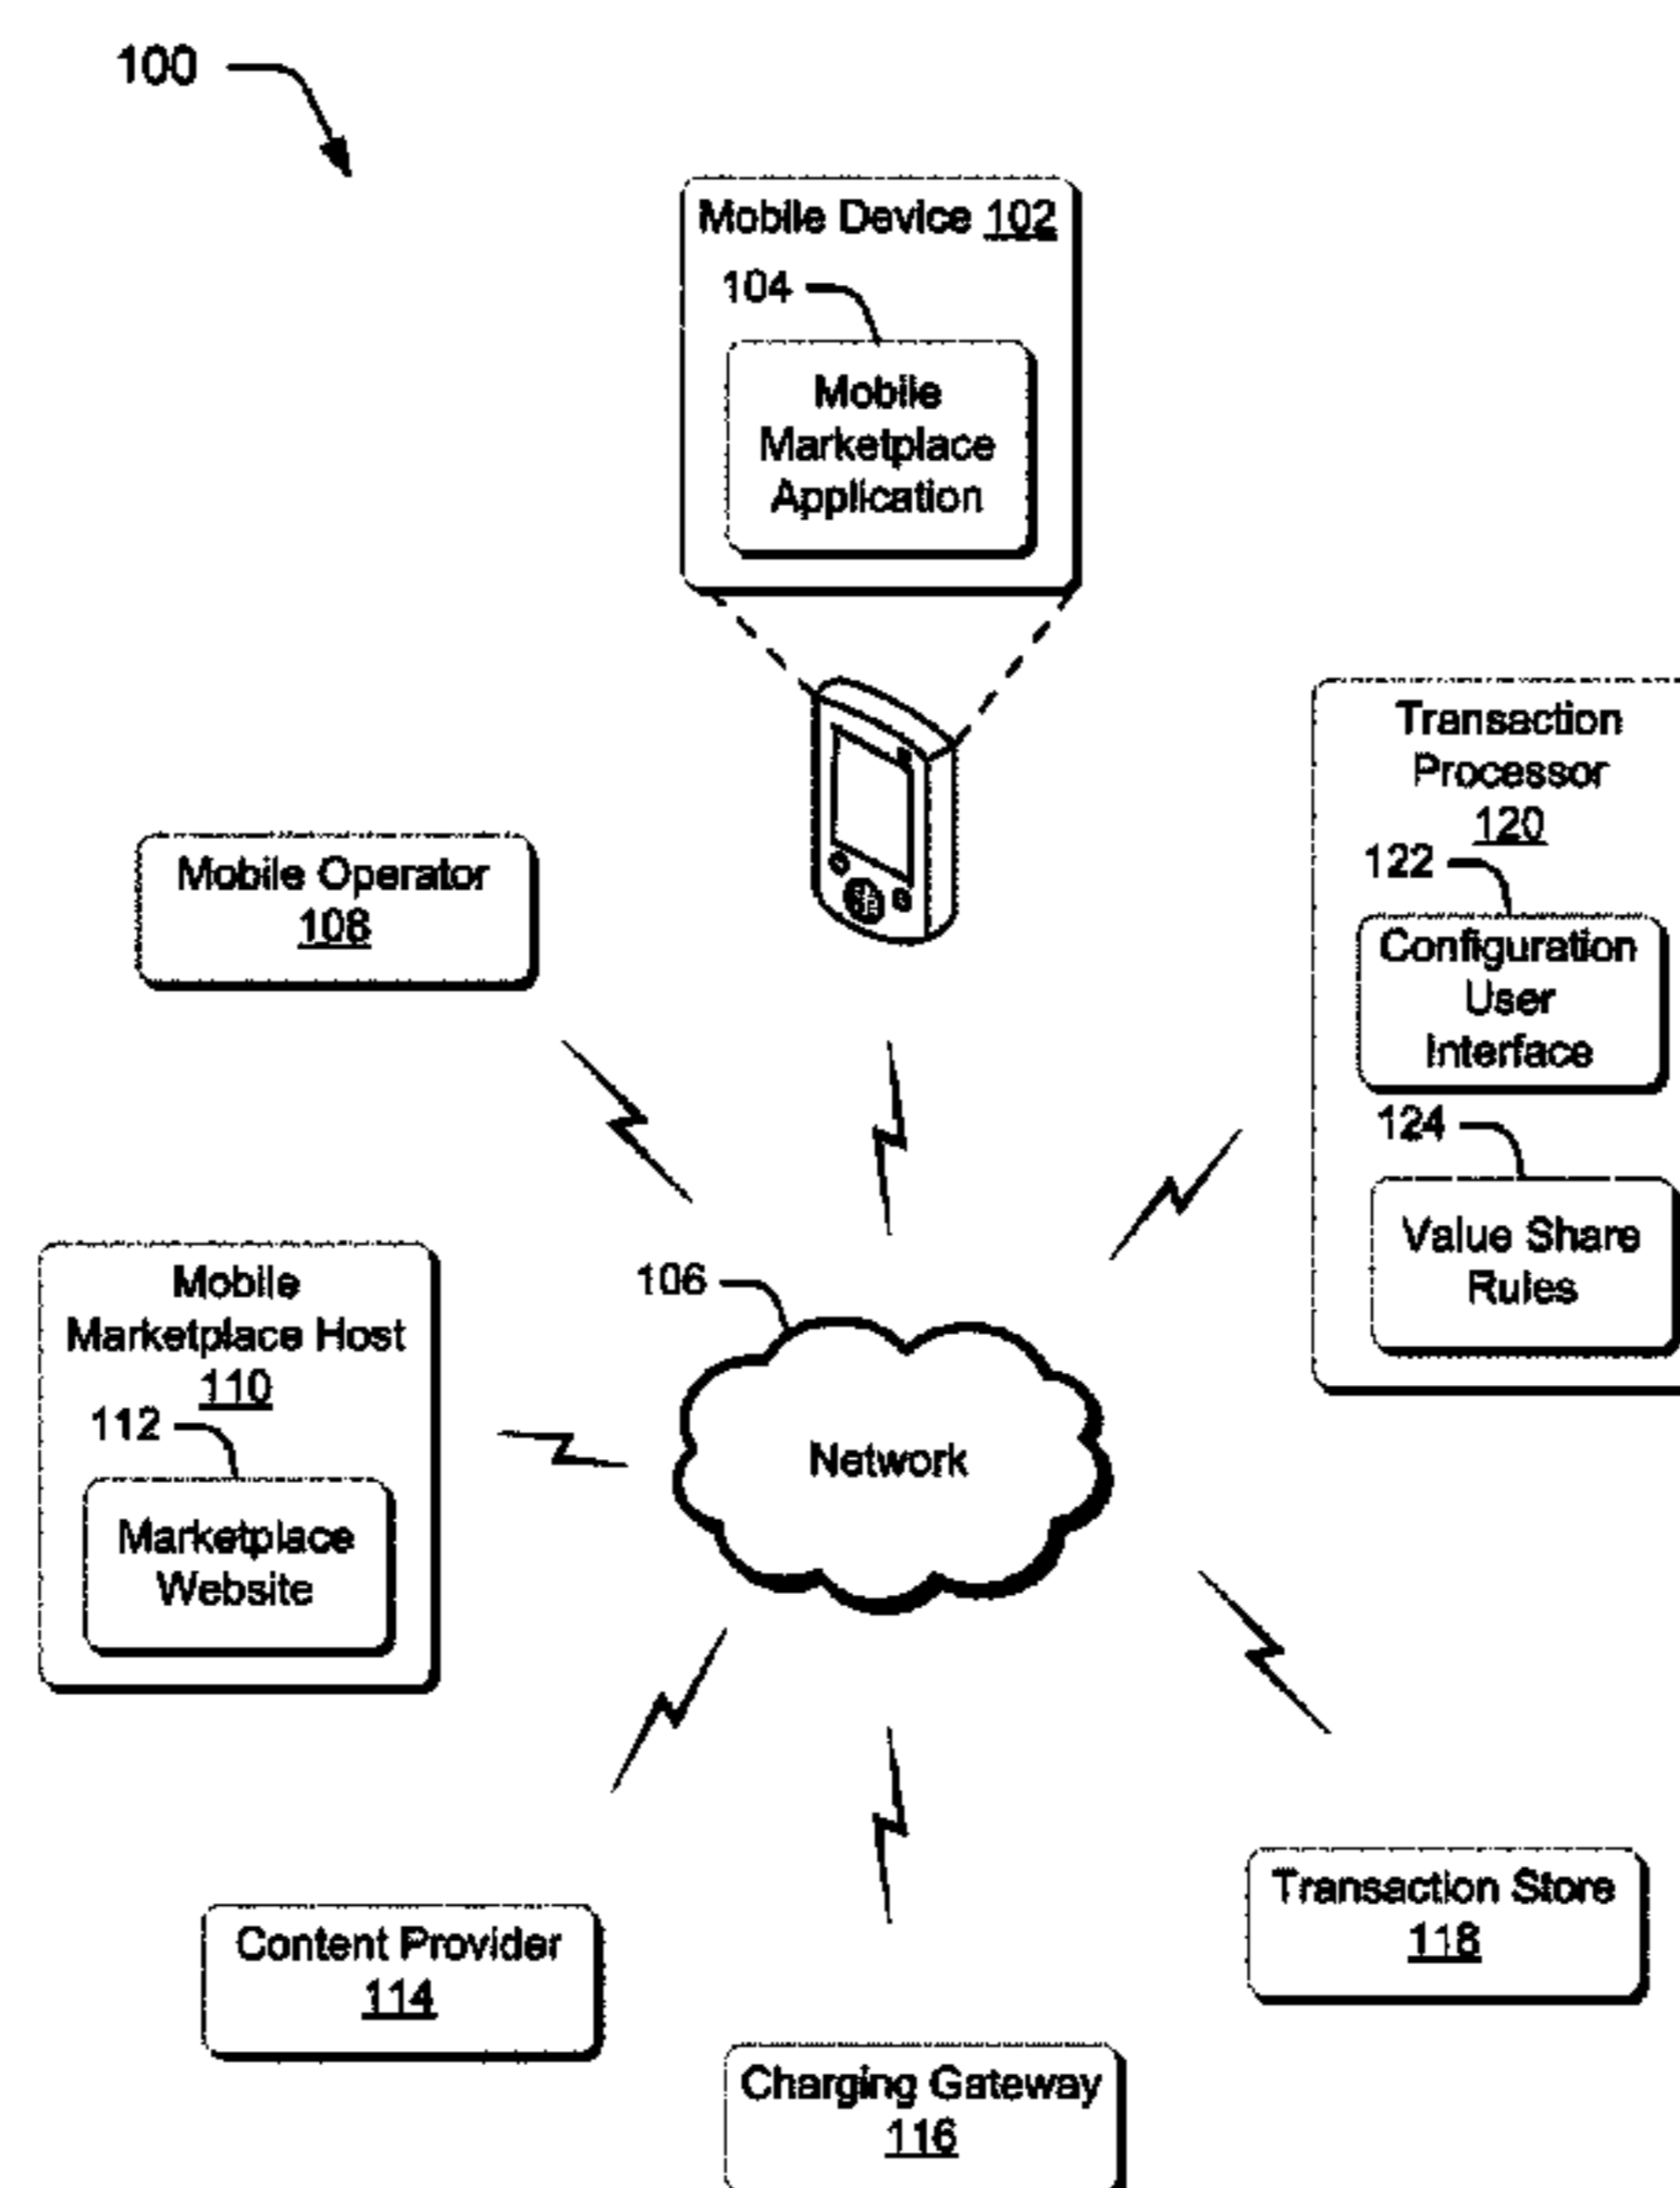 100
Mobile Device 102
104
Mobile
Marketplace
Application
Mobile Operator
108
Transaction
Processor
120
122
Configuration
User
Interface
124
Value Share
Rules
Mobile
Marketplace Host
110
112
Marketplace
Website
106
Network
Content Provider
114
Charging Gateway
116
Transaction Store
118